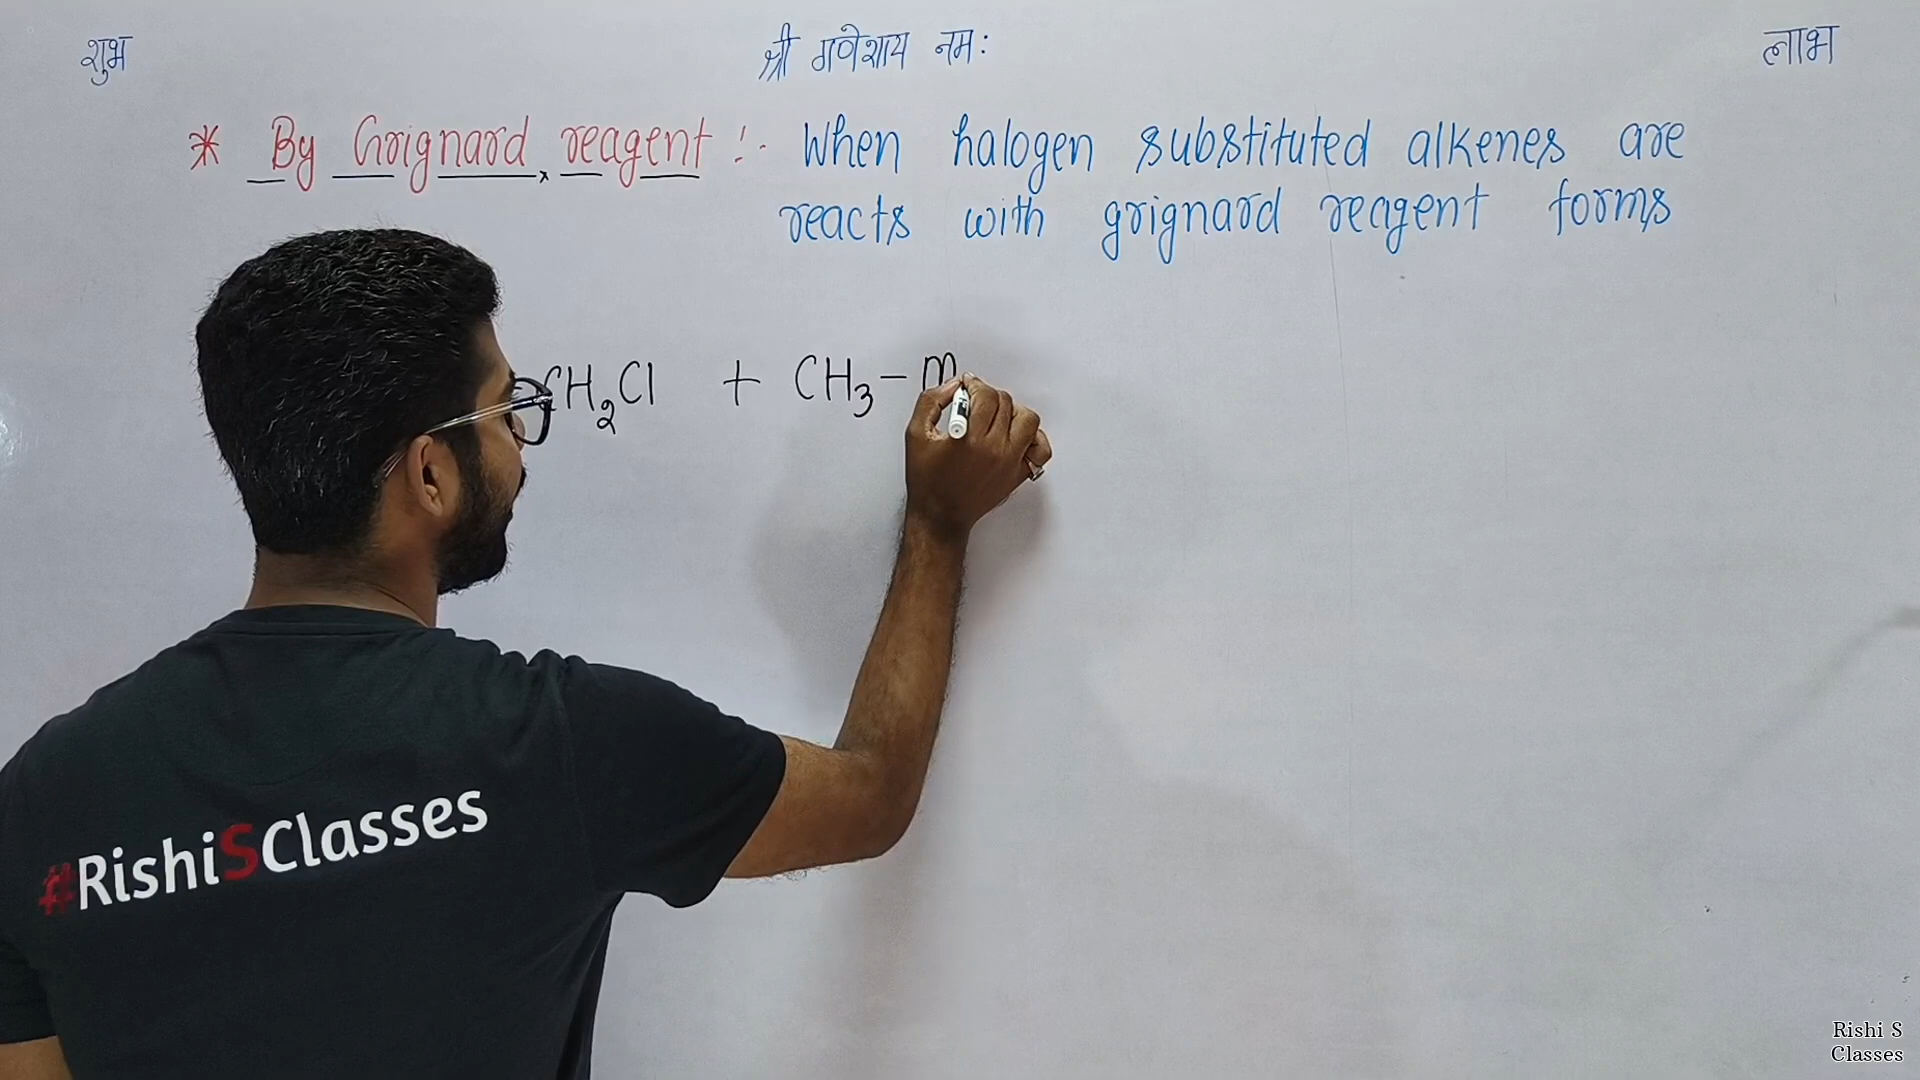 शुभ श्री गणेशाय नमः लाभ
* By Grignard reagent :- When halogen substituted alkenes are
reacts with grignard reagent forms
CH₂Cl + CH₃-m
#RishiSClasses
Rishi S
Classes